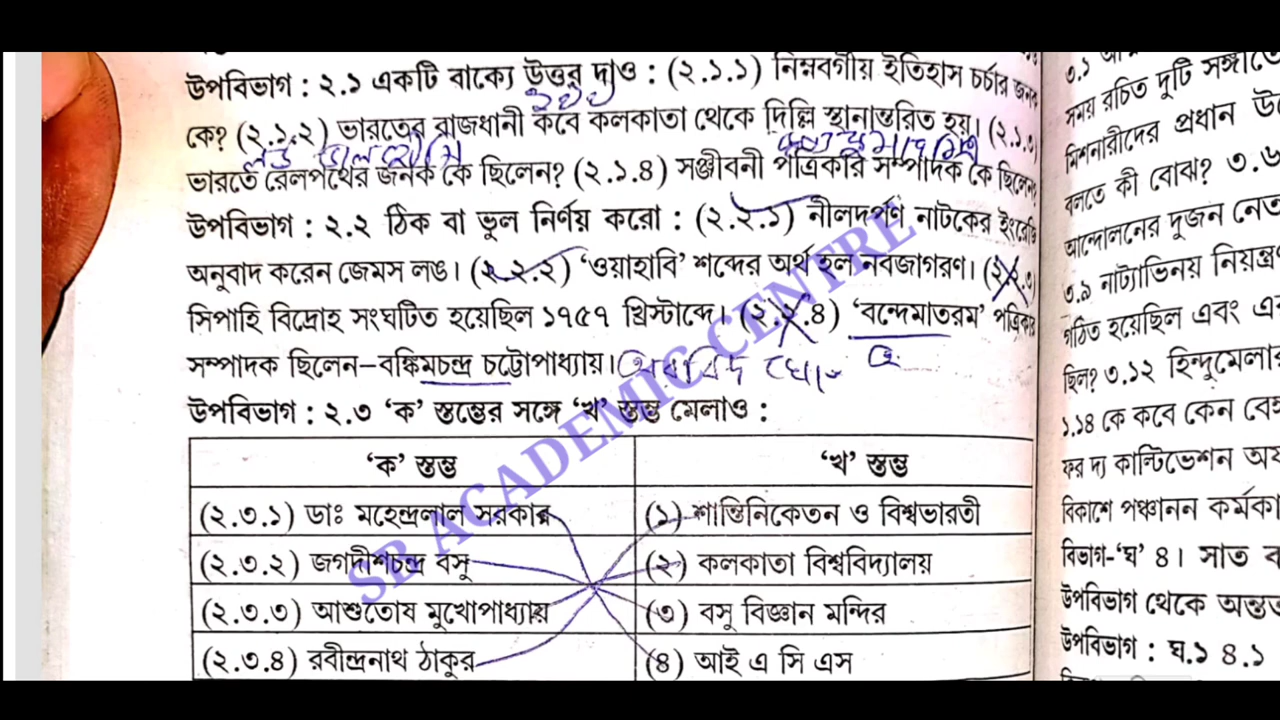 উপবিভাগ : ২.১ একটি বাক্যে উত্তর দাও : (২.১.১) নিম্নবর্গীয় ইতিহাস চর্চার জনক
কে? (২.১.২) ভারতের রাজধানী কবে কলকাতা থেকে দিল্লি স্থানান্তরিত হয়। (২.১.৩)
লর্ড ডালহৌসি
ভারতে রেলপথের জনক কে ছিলেন? (২.১.৪) সঞ্জীবনী পত্রিকার সম্পাদক কে ছিলেন?
উপবিভাগ : ২.২ ঠিক বা ভুল নির্ণয় করো : (২.২.১) নীলদর্পণ নাটকের ইংরেজি
অনুবাদ করেন জেমস লঙ। (২.২.২) ‘ওয়াহাবি’ শব্দের অর্থ হল নবজাগরণ। (২.২.৩)
সিপাহি বিদ্রোহ সংঘটিত হয়েছিল ১৭৫৭ খ্রিস্টাব্দে। (২.২.৪) ‘বন্দেমাতরম’ পত্রিকার
সম্পাদক ছিলেন–বঙ্কিমচন্দ্র চট্টোপাধ্যায়।
উপবিভাগ : ২.৩ ‘ক’ স্তম্ভের সঙ্গে ‘খ’ স্তম্ভ মেলাও :
‘ক’ স্তম্ভ ‘খ’ স্তম্ভ
(২.৩.১) ডাঃ মহেন্দ্রলাল সরকার (১) শান্তিনিকেতন ও বিশ্বভারতী
(২.৩.২) জগদীশচন্দ্র বসু (২) কলকাতা বিশ্ববিদ্যালয়
(২.৩.৩) আশুতোষ মুখোপাধ্যায় (৩) বসু বিজ্ঞান মন্দির
(২.৩.৪) রবীন্দ্রনাথ ঠাকুর (৪) আই এ সি এস
SB ACADEMIC CENTRE
সময় রচিত দুটি
মিশনারীদের প্রধান
বলতে কী বোঝ? ৩.৬
আন্দোলনের দুজন
৩.৯ নাট্যাভিনয়
গঠিত হয়েছিল এবং
ছিল? ৩.১২
১.১৪ কে কবে কেন
ফর দ্য কাল্টিভেশন
বিকাশে পঞ্চানন
বিভাগ-‘ঘ’ ৪। সাত
উপবিভাগ থেকে
উপবিভাগ : ঘ.১ ৪.১